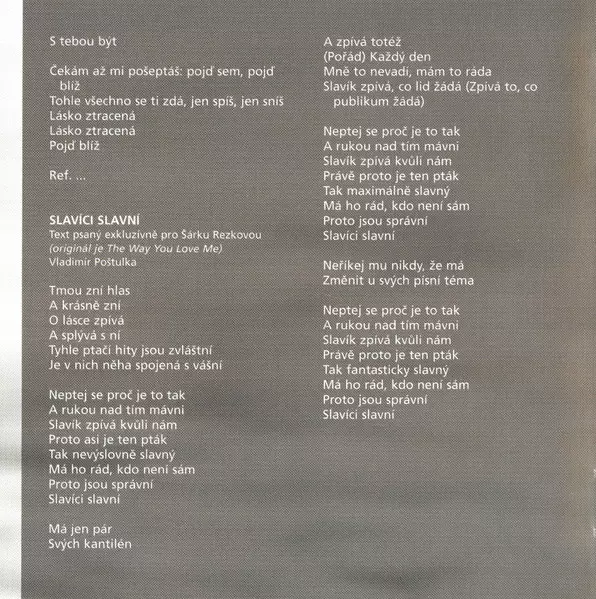 S tebou být
Čekám až mi pošeptáš: pojď sem, pojď
blíž
Tohle všechno se ti zdá, jen spíš, jen sníš
Lásko ztracená
Lásko ztracená
Pojď blíž
Ref. ...
SLAVÍCI SLAVNÍ
Text psaný exkluzívně pro Šárku Rezkovou
(originál je The Way You Love Me)
Vladimír Poštulka
Tmou zní hlas
A krásně zní
O lásce zpívá
A splývá s ní
Tyhle ptačí hity jsou zvláštní
Je v nich něha spojená s vášní
Neptej se proč je to tak
A rukou nad tím mávni
Slavík zpívá kvůli nám
Proto asi je ten pták
Tak nevýslovně slavný
Má ho rád, kdo není sám
Proto jsou správní
Slavíci slavní
Má jen pár
Svých kantilén
A zpívá totéž
(Pořád) Každý den
Mně to nevadí, mám to ráda
Slavík zpívá, co lid žádá (Zpívá to, co
publikum žádá)
Neptej se proč je to tak
A rukou nad tím mávni
Slavík zpívá kvůli nám
Právě proto je ten pták
Tak maximálně slavný
Má ho rád, kdo není sám
Proto jsou správní
Slavíci slavní
Neříkej mu nikdy, že má
Změnit u svých písní téma
Neptej se proč je to tak
A rukou nad tím mávni
Slavík zpívá kvůli nám
Právě proto je ten pták
Tak fantasticky slavný
Má ho rád, kdo není sám
Proto jsou správní
Slavíci slavní